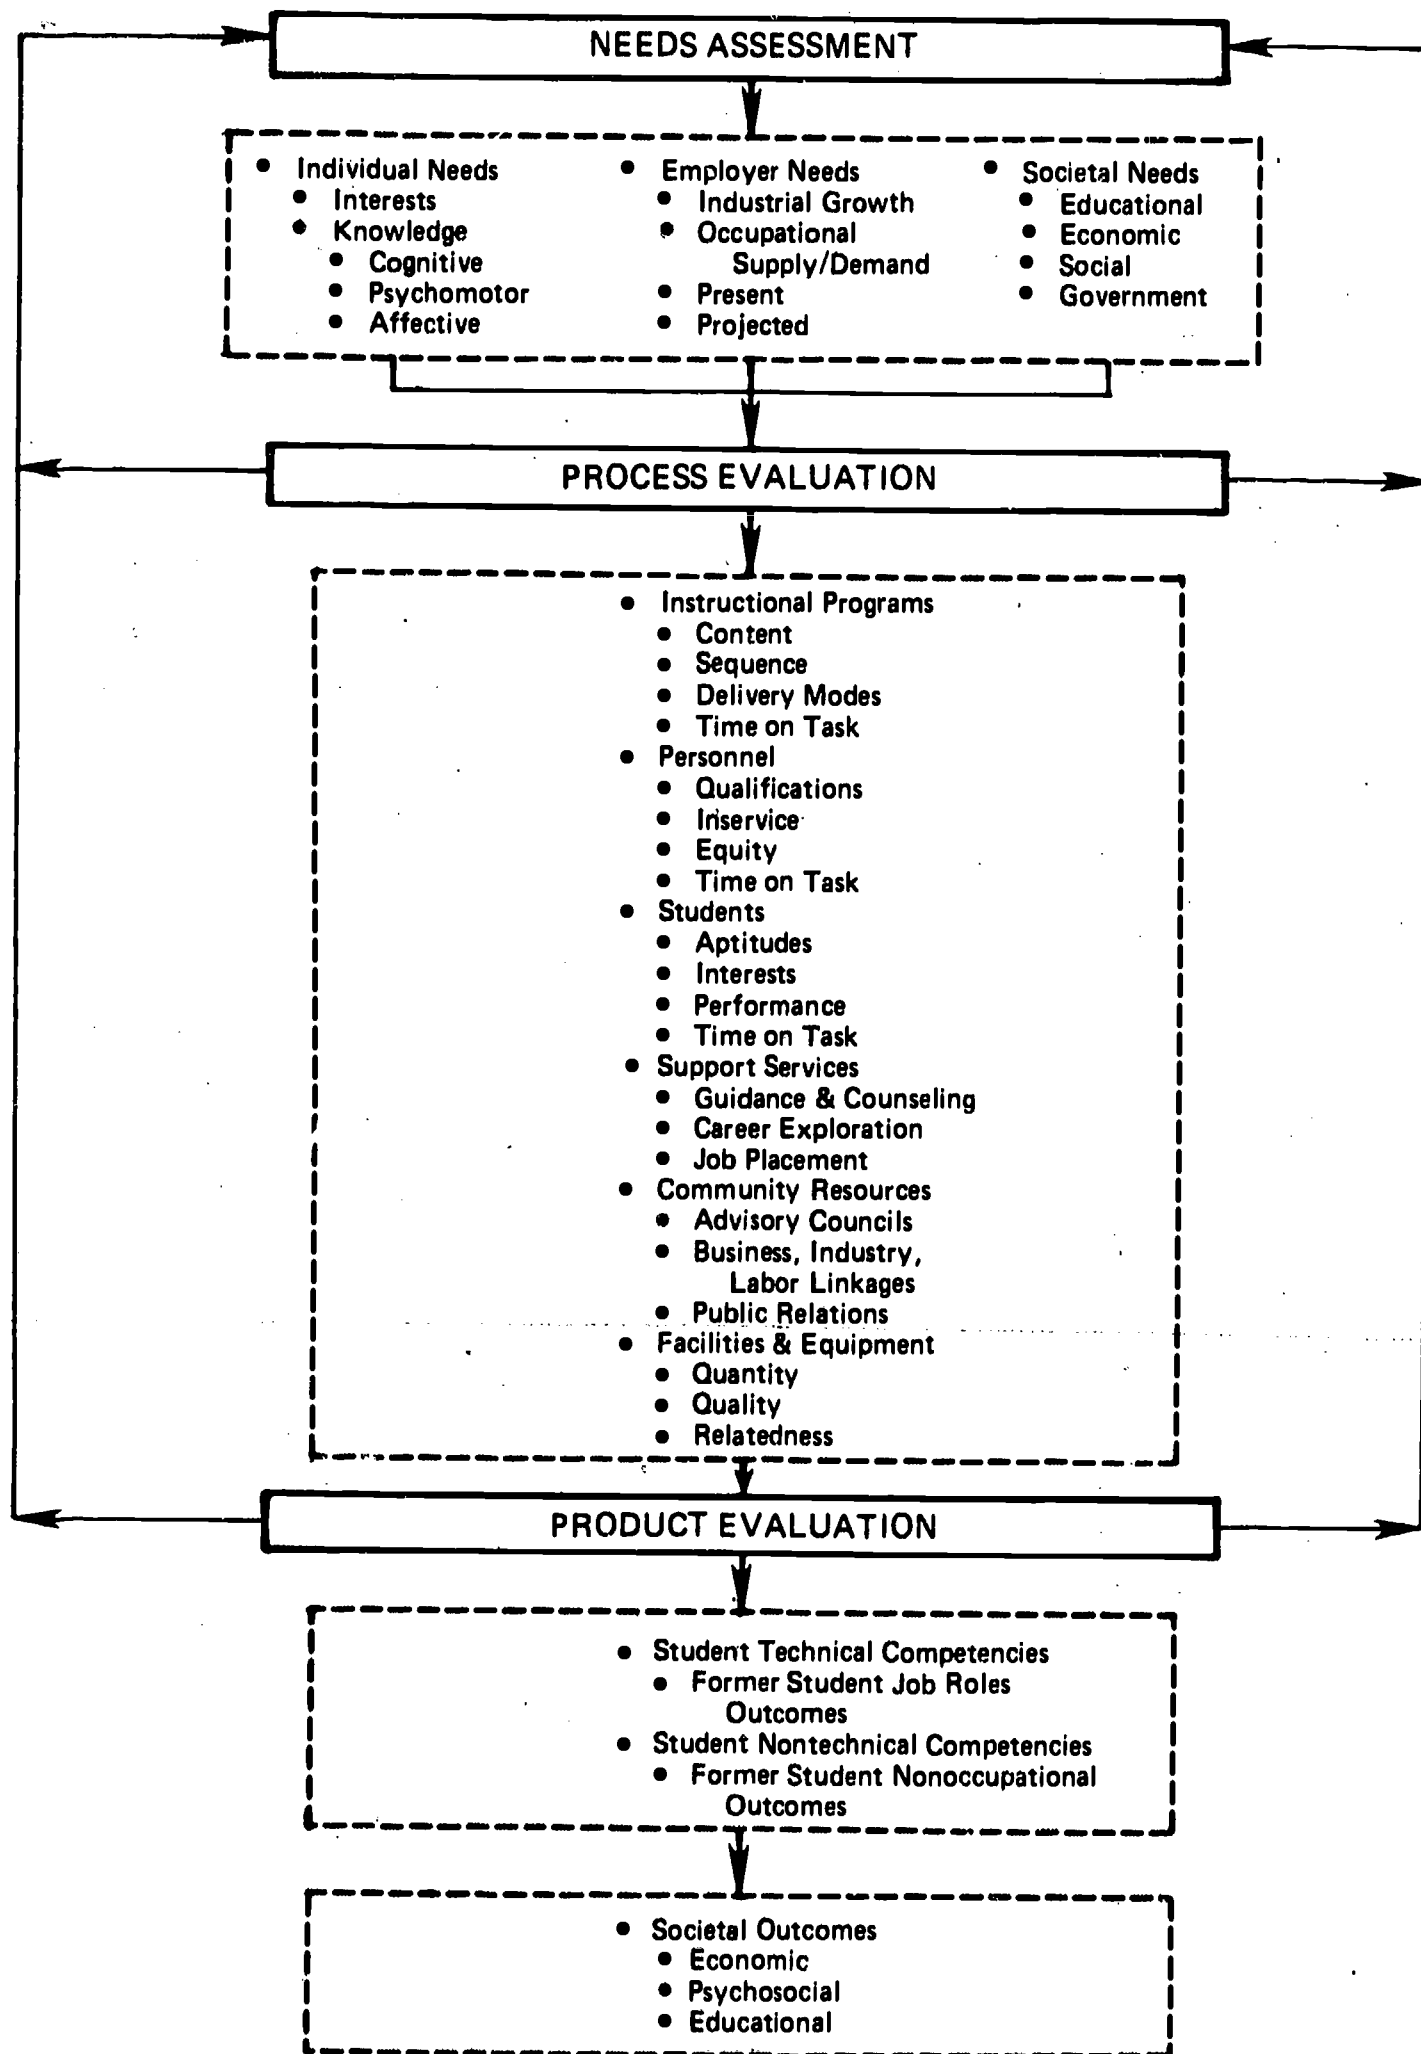 NEEDS ASSESSMENT
• Individual Needs
• Interests
• Knowledge
• Cognitive
• Psychomotor
• Affective
• Employer Needs
• Industrial Growth
• Occupational
Supply/Demand
• Present
• Projected
• Societal Needs
• Educational
• Economic
• Social
• Government
PROCESS EVALUATION
• Instructional Programs
• Content
• Sequence
• Delivery Modes
• Time on Task
• Personnel
• Qualifications
• Inservice
• Equity
• Time on Task
• Students
• Aptitudes
• Interests
• Performance
• Time on Task
• Support Services
• Guidance & Counseling
• Career Exploration
• Job Placement
• Community Resources
• Advisory Councils
• Business, Industry,
Labor Linkages
• Public Relations
• Facilities & Equipment
• Quantity
• Quality
• Relatedness
PRODUCT EVALUATION
• Student Technical Competencies
• Former Student Job Roles
Outcomes
• Student Nontechnical Competencies
• Former Student Nonoccupational
Outcomes
• Societal Outcomes
• Economic
• Psychosocial
• Educational